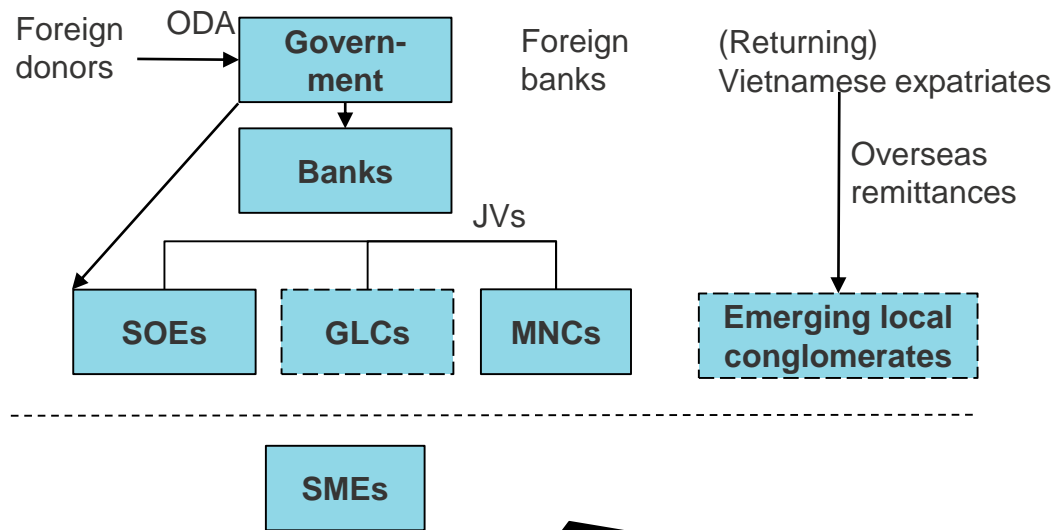 Foreign
donors
ODA
Govern-
ment
Foreign
banks
(Returning)
Vietnamese expatriates
Banks
Overseas
remittances
JVs
SOEs
GLCs
MNCs
Emerging local
conglomerates
SMEs